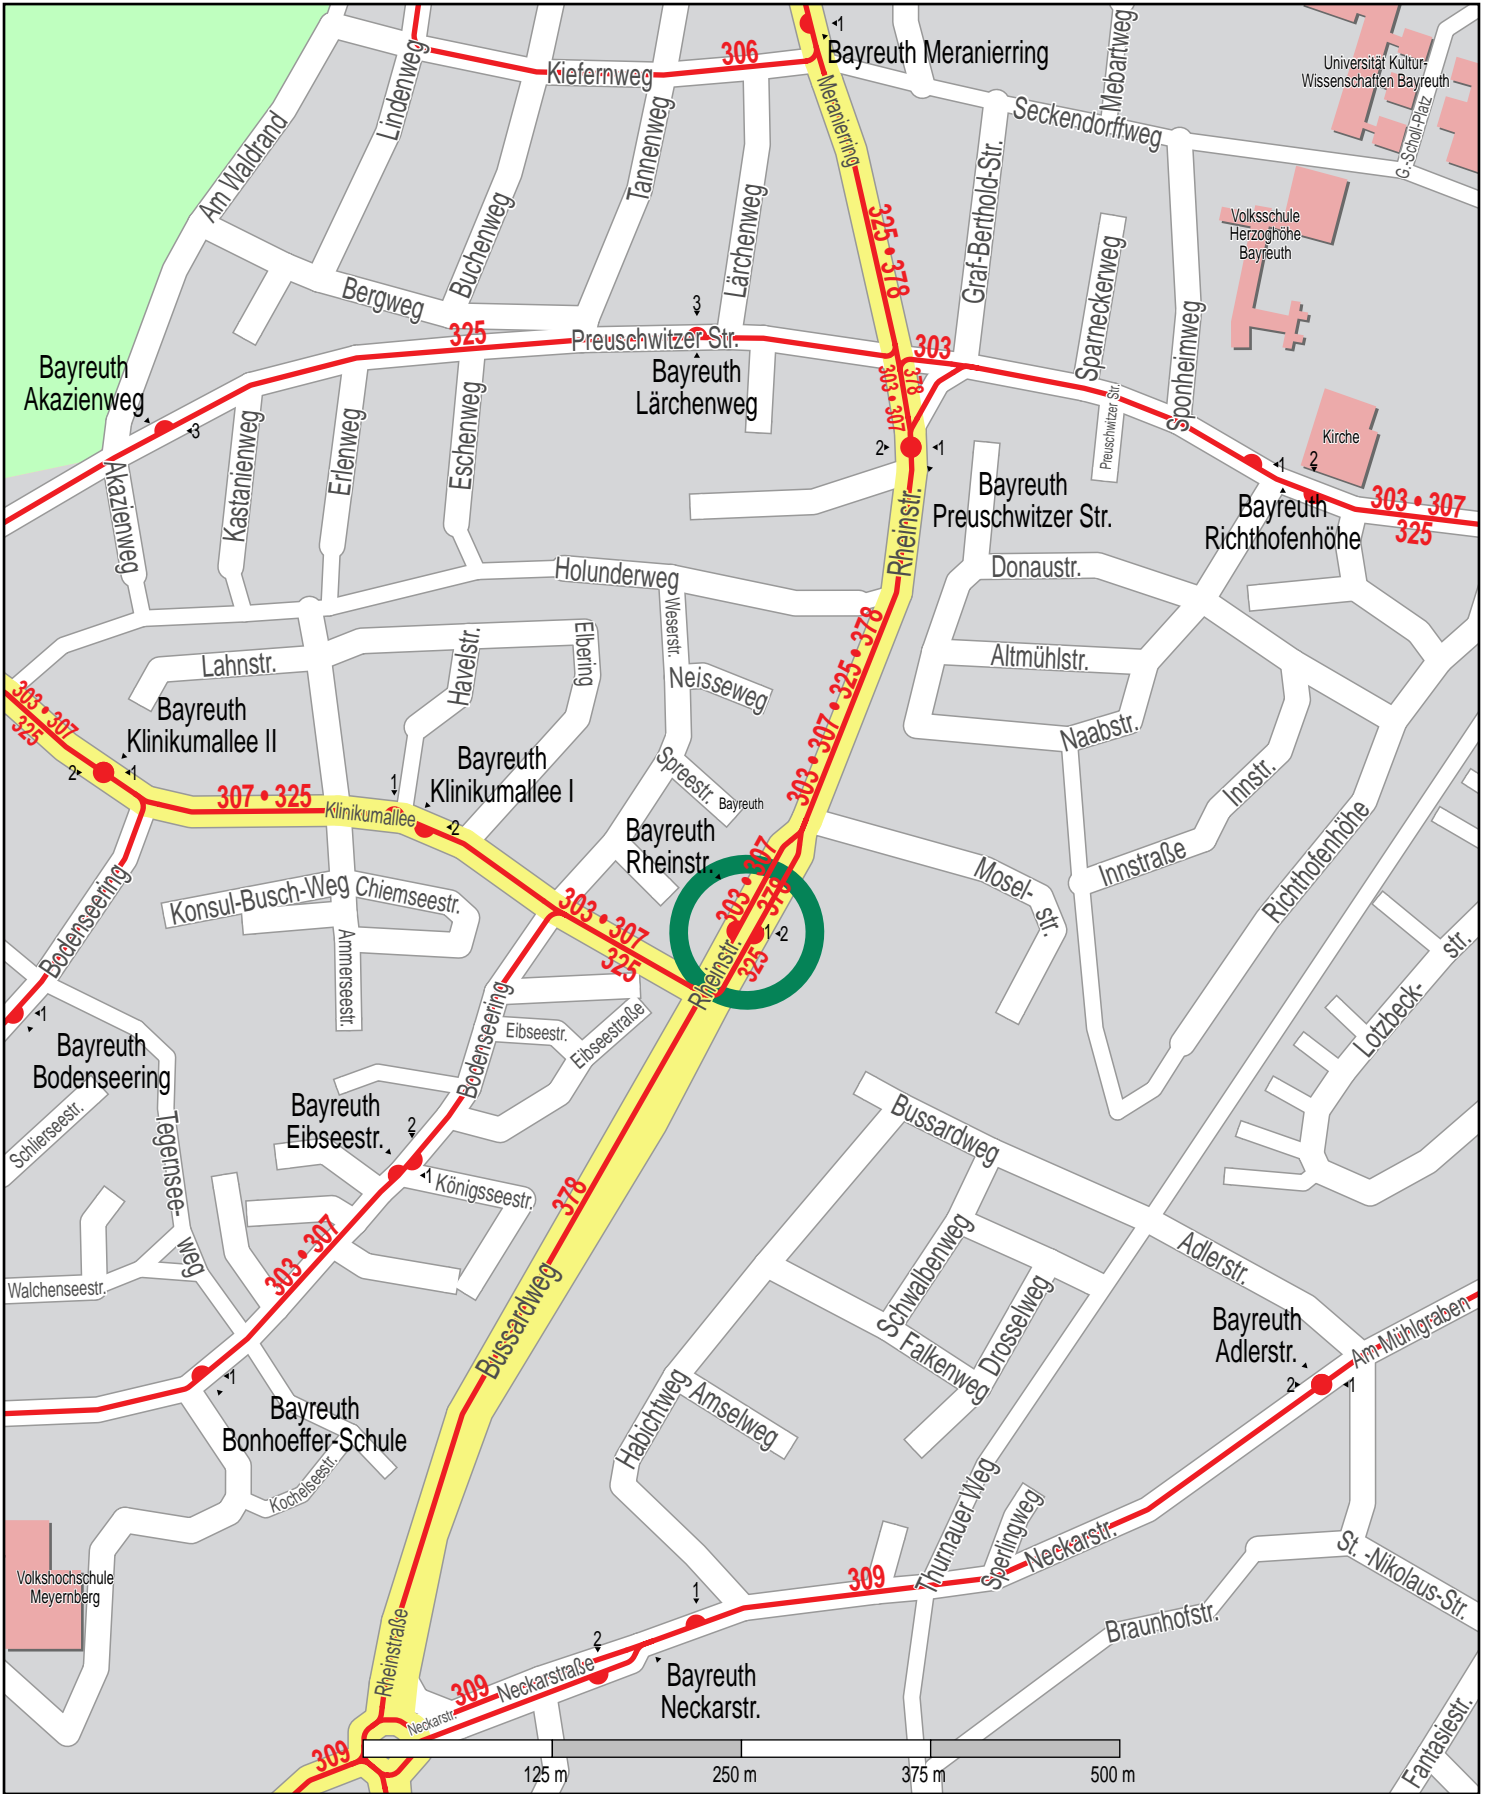 1
Bayreuth Meranierring
306
Kiefernweg
Lindenweg
Mebartweg
Universität Kultur-
Wissenschaften Bayreuth
G.-Scholl-Platz
Meranierring
Seckendorffweg
Am Waldrand
Tannenweg
Buchenweg
Lärchenweg
Graf-Berthold-Str.
Sparneckerweg
Sponheimweg
Volksschule
Herzoghöhe
Bayreuth
325 • 378
Bergweg
3
325
Preuschwitzer Str.
303
Bayreuth
Lärchenweg
Bayreuth
Akazienweg
3
303 • 307
378
Preuschwitzer Str.
Kirche
2
1
1
2
Akazienweg
Kastanienweg
Erlenweg
Eschenweg
Bayreuth
Preuschwitzer Str.
Bayreuth
Richthofenhöhe
303 • 307
325
Rheinstr.
Holunderweg
Donaustr.
Weserstr.
Lahnstr.
Havelstr.
Elbering
Neisseweg
Altmühlstr.
303 • 307 • 325 • 378
303 • 307
325
Bayreuth
Klinikumallee II
2
1
Naabstr.
Bayreuth
Klinikumallee I
1
2
307 • 325
Klinikumallee
Spreestr.
Bayreuth
Innstr.
Bayreuth
Rheinstr.
303 • 307
378
Innstraße
Richthofenhöhe
Mosel-
str.
Bodenseering
Konsul-Busch-Weg
Chiemseestr.
303 • 307
325
1
2
325
Rheinstr.
Ammerseestr.
str.
Lotzbeck-
1
Bayreuth
Bodenseering
Bodenseering
Eibseestr.
Eibseestraße
Schlierseestr.
Tegernsee-
weg
Bayreuth
Eibseestr.
2
1
Königsseestr.
Bussardweg
378
303 • 307
Walchenseestr.
Schwalbenweg
Adlerstr.
Drosselweg
Falkenweg
S
Bussardweg
Bayreuth
Adlerstr.
2
1
Am Mühlgraben
1
Bayreuth
Bonhoeffer-Schule
Kochelseestr.
Habichtweg
Amselweg
Thurnauer Weg
Sperlingweg
Neckarstr.
Volkshochschule
Meyernberg
309
1
2
St. -Nikolaus-Str.
Braunhofstr.
Rheinstraße
309
Neckarstraße
Bayreuth
Neckarstr.
Neckarstr.
309
Fantasiestr.
125 m
250 m
375 m
500 m